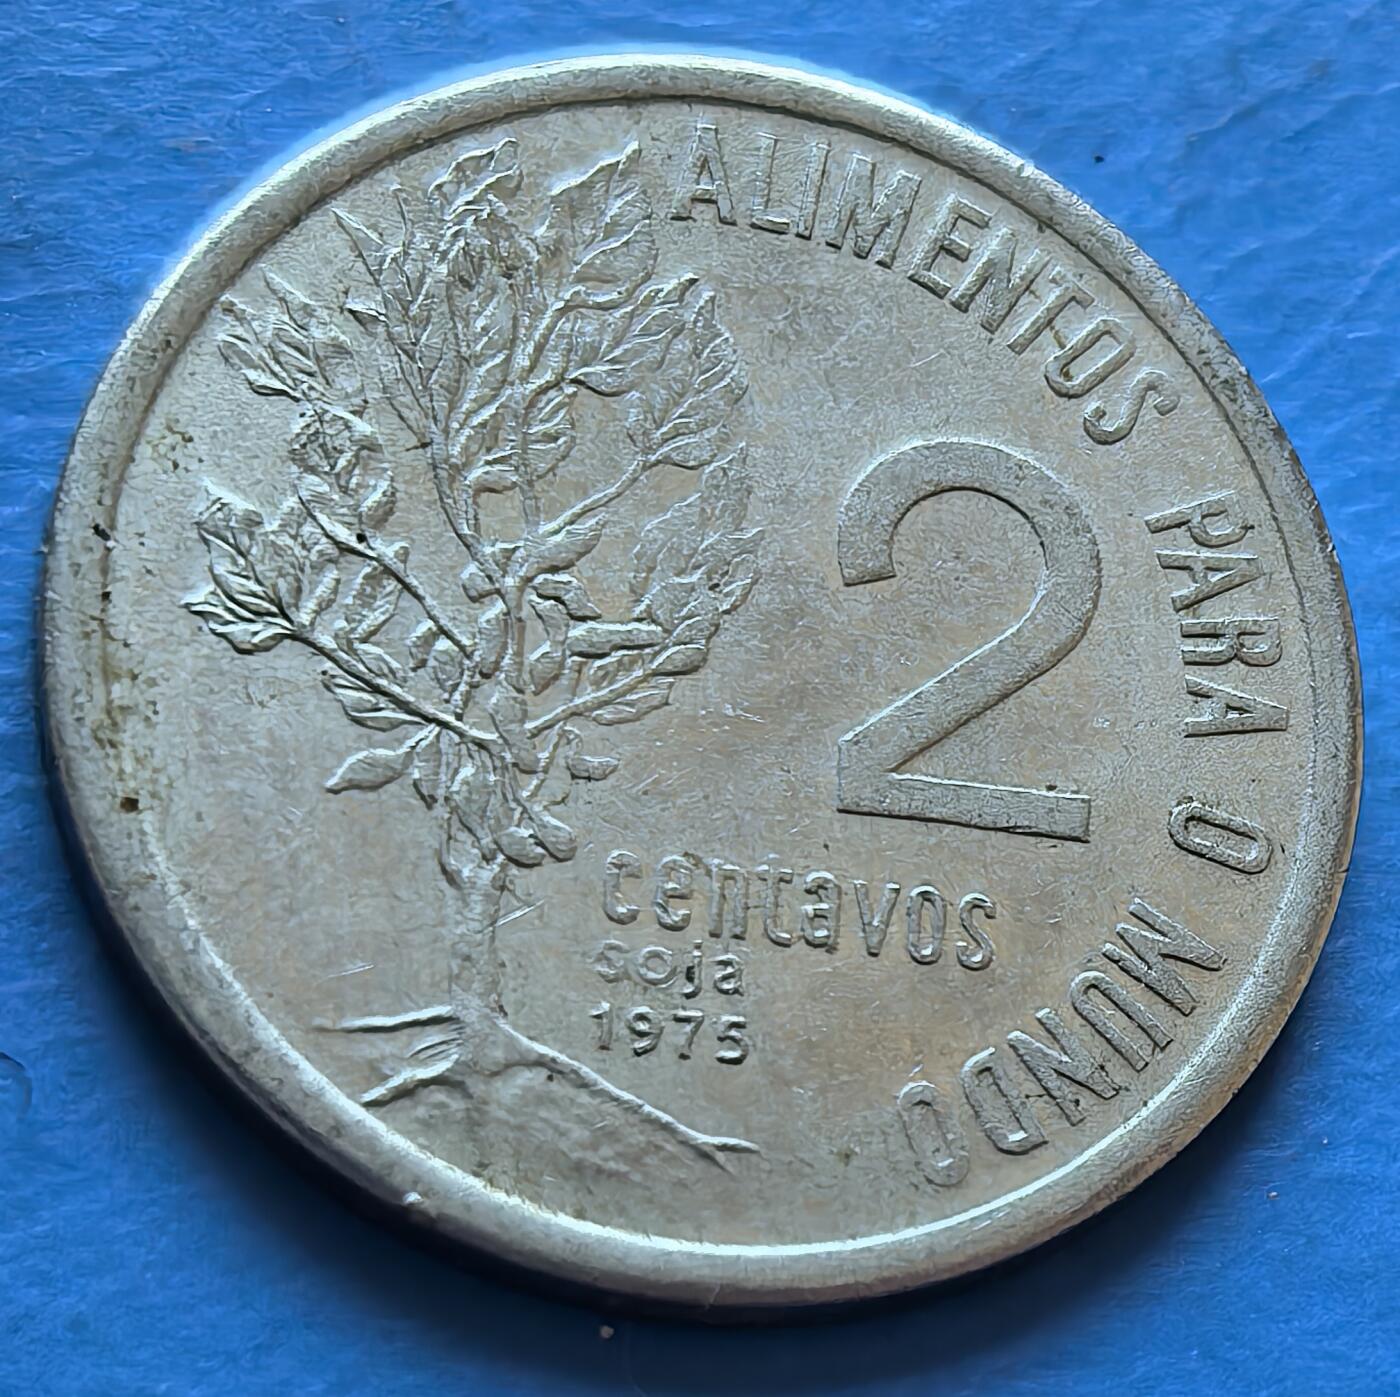 ALIMENTOS PARA O MUNDO
2
centavos
soja
1975